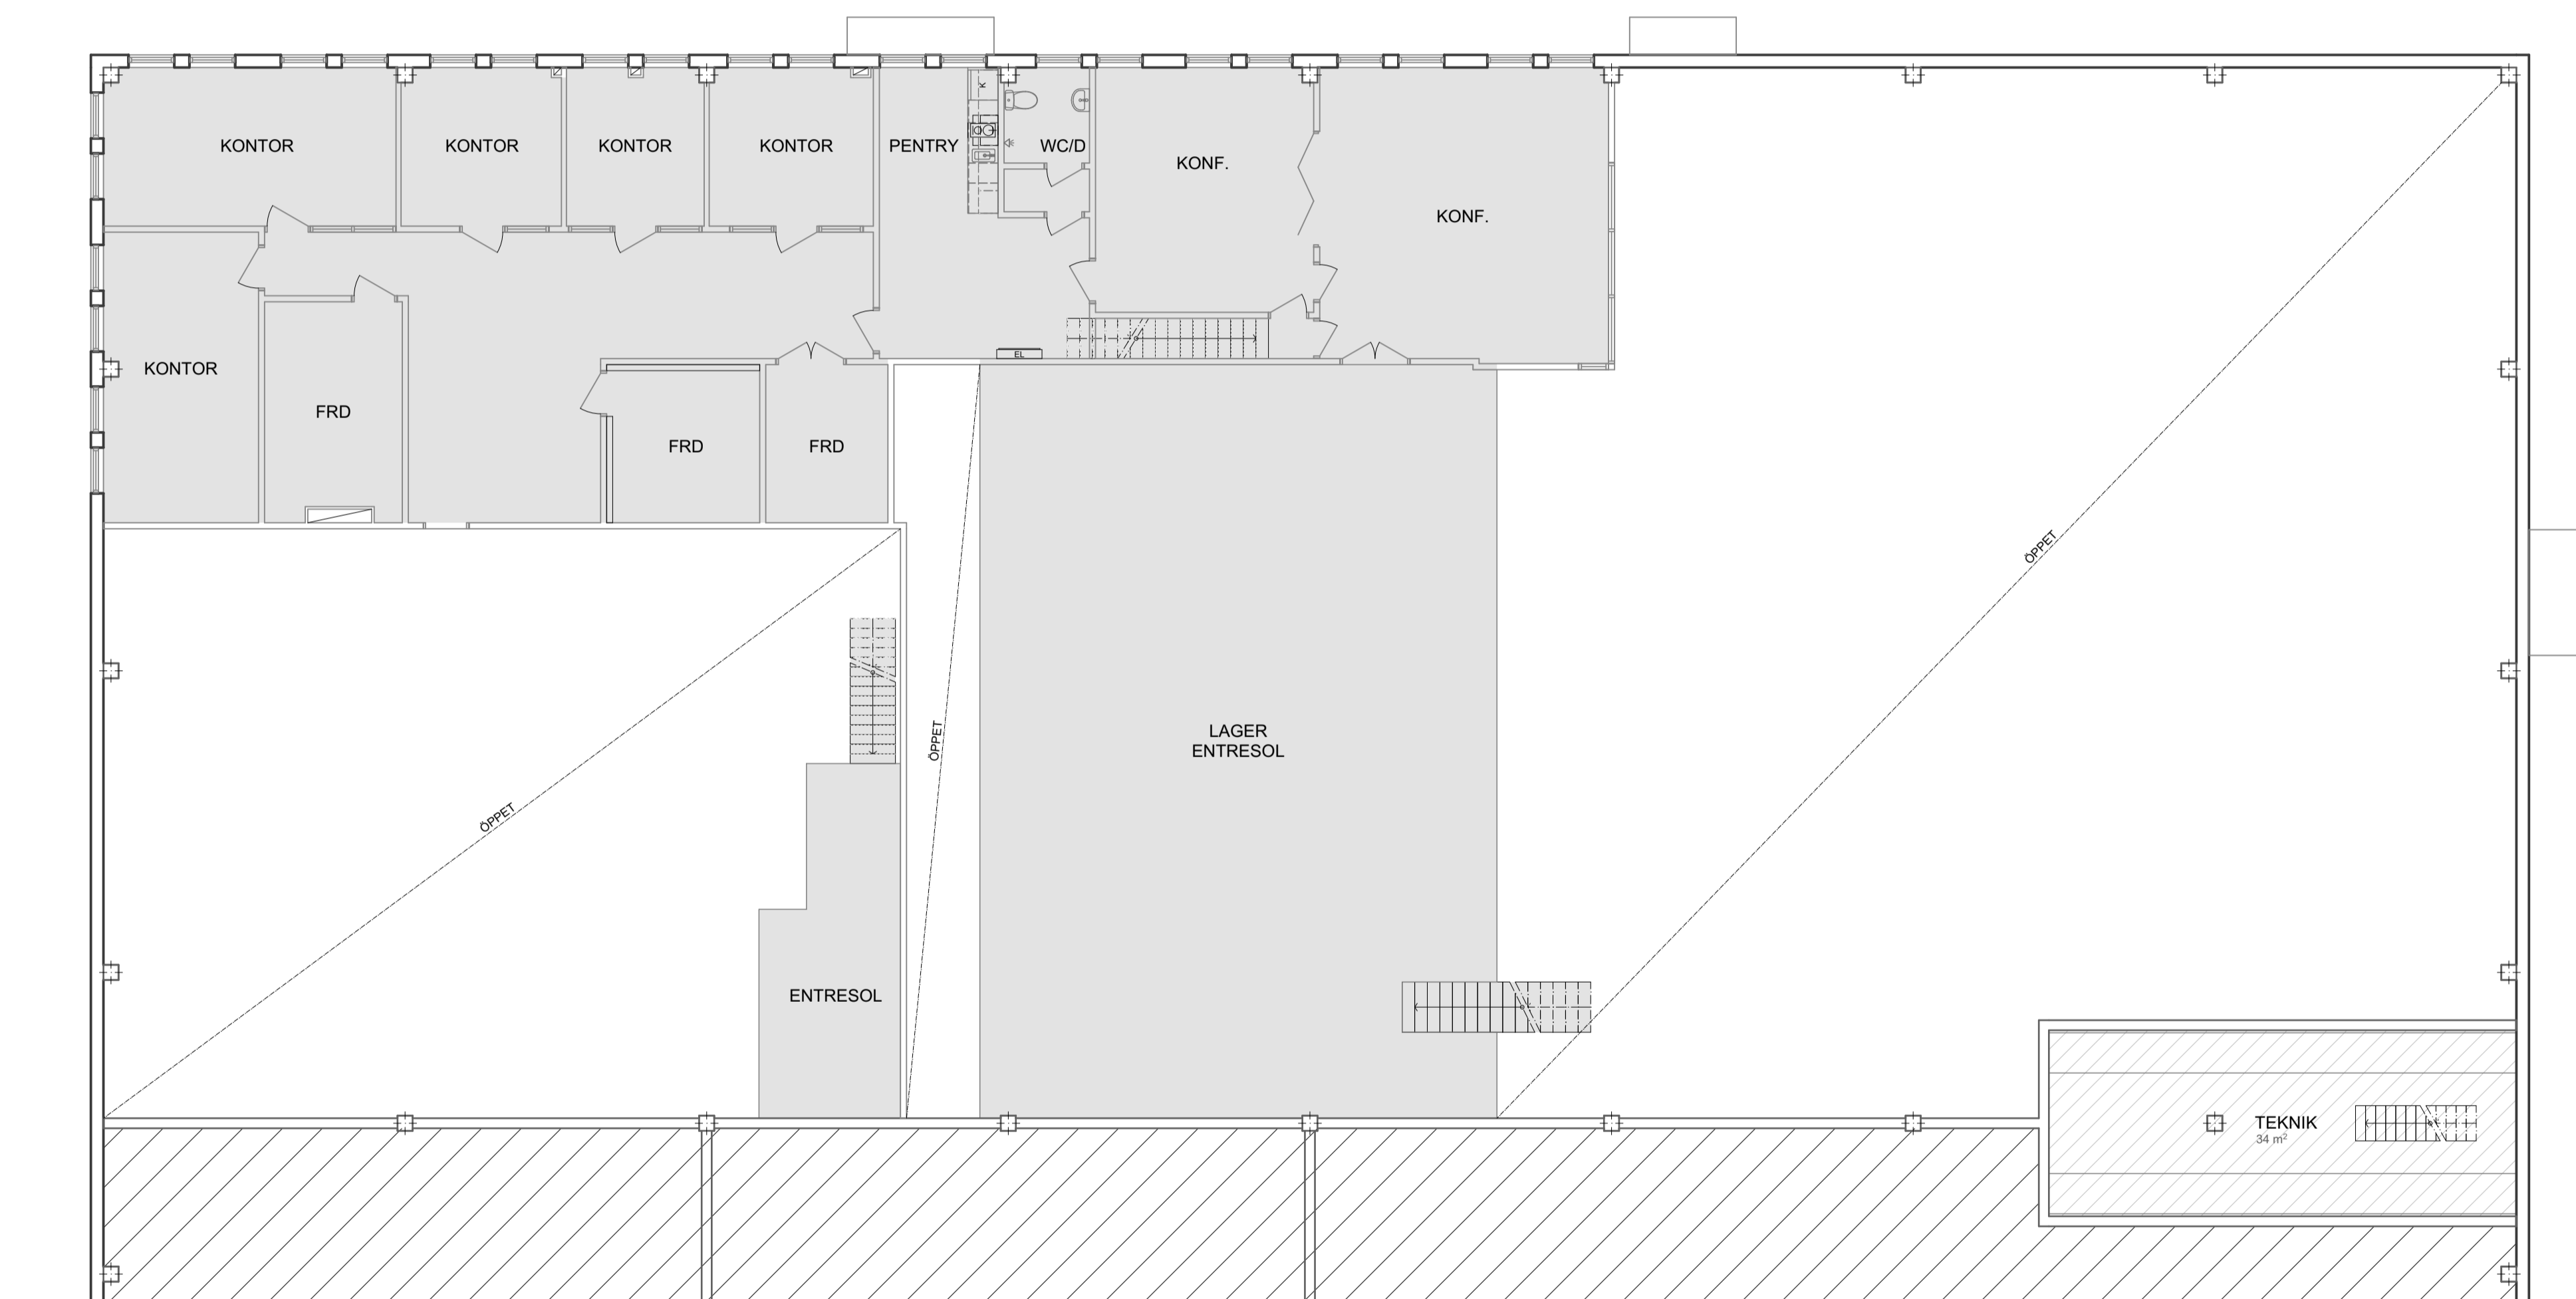 KONTOR
KONTOR
KONTOR
KONTOR
PENTRY
K
WC/D
KONF.
KONF.
KONTOR
FRD
FRD
FRD
EL
ÖPPET
ÖPPET
ÖPPET
LAGER
ENTRESOL
ENTRESOL
TEKNIK
34 m²